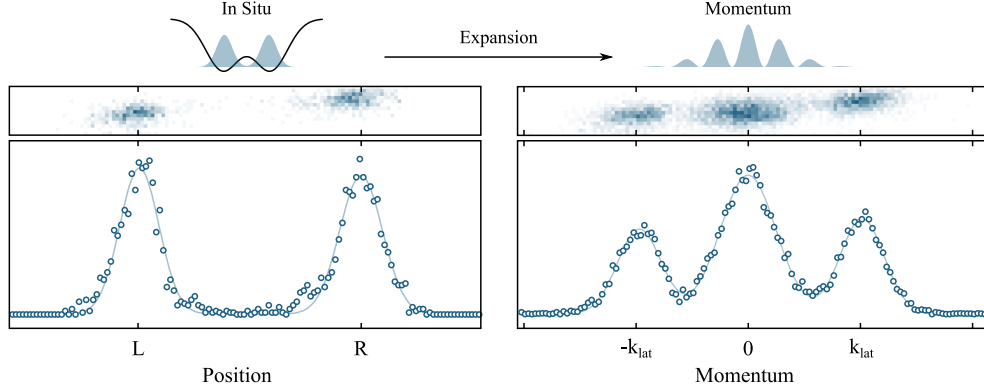 In Situ
Expansion
Momentum
L R
Position
-k_lat 0 k_lat
Momentum